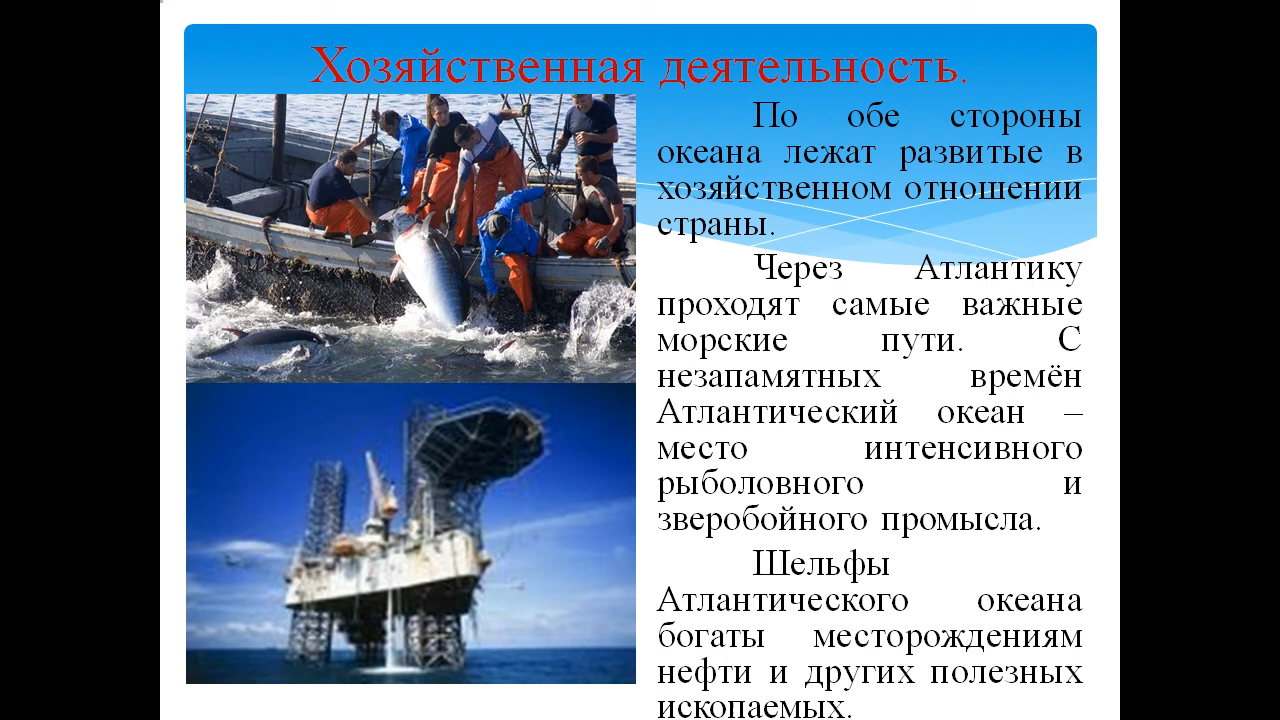 Хозяйственная деятельность.
По обе стороны
океана лежат развитые в
хозяйственном отношении
страны.
Через Атлантику
проходят самые важные
морские пути. С
незапамятных времён
Атлантический океан –
место интенсивного
рыболовного и
зверобойного промысла.
Шельфы
Атлантического океана
богаты месторождениям
нефти и других полезных
ископаемых.